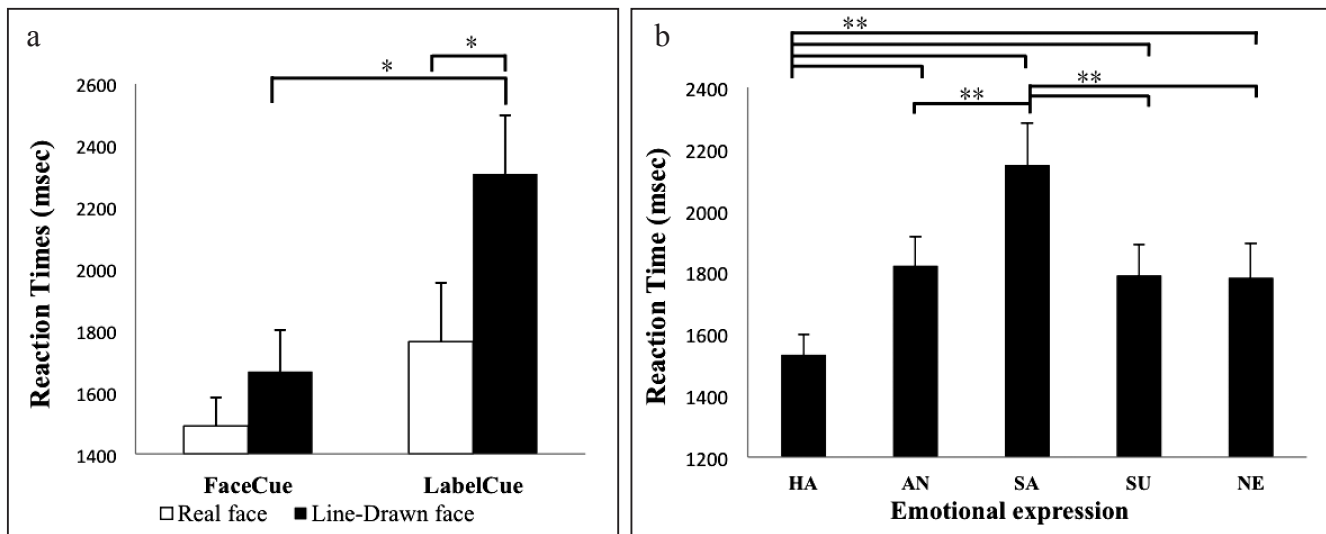 a
*
*
2600
2400
2200
2000
1800
1600
1400
Reaction Times (msec)
FaceCue LabelCue
Real face Line-Drawn face
b
**
**
**
2400
2200
2000
1800
1600
1400
1200
Reaction Time (msec)
HA AN SA SU NE
Emotional expression